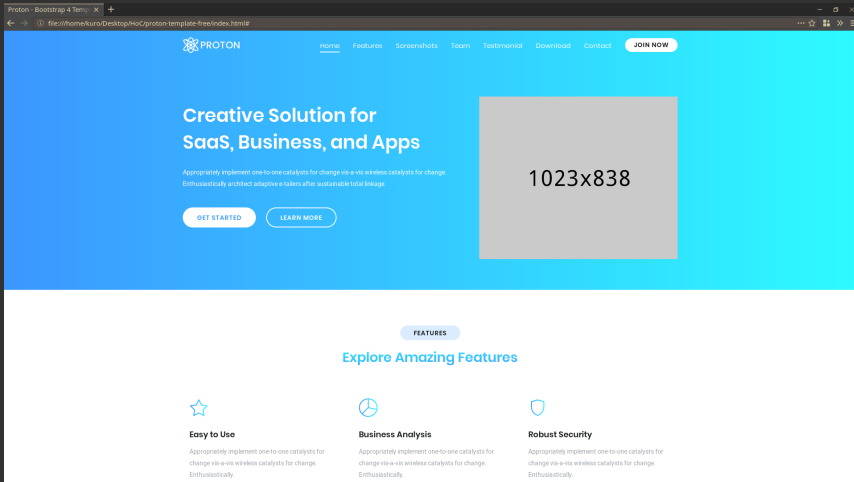 Proton - Bootstrap 4 Temp
file:///home/kuro/Desktop/HoC/proton-template-free/index.html#
PROTON
Home
Features
Screenshots
Team
Testimonial
Download
Contact
JOIN NOW
Creative Solution for
SaaS, Business, and Apps
Appropriately implement one-to-one catalysts for change vis-a-vis wireless catalysts for change.
Enthusiastically architect adaptive e-tailers after sustainable total linkage.
GET STARTED
LEARN MORE
1023x838
FEATURES
Explore Amazing Features
Easy to Use
Appropriately implement one-to-one catalysts for
change vis-a-vis wireless catalysts for change.
Enthusiastically.
Business Analysis
Appropriately implement one-to-one catalysts for
change vis-a-vis wireless catalysts for change.
Enthusiastically.
Robust Security
Appropriately implement one-to-one catalysts for
change vis-a-vis wireless catalysts for change.
Enthusiastically.